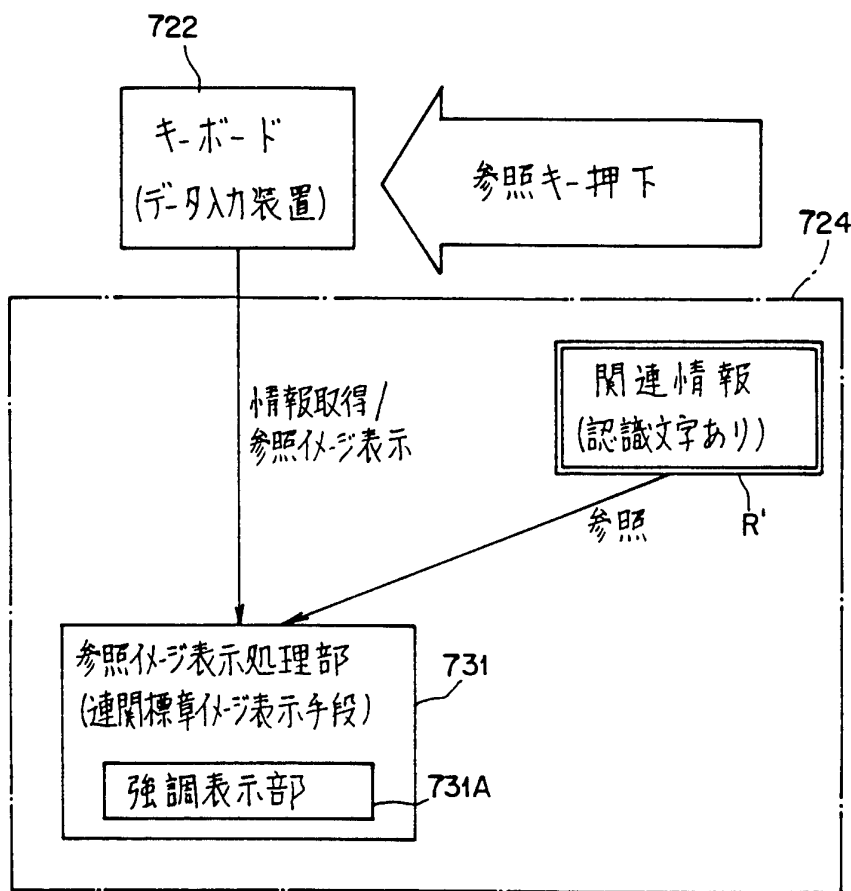 722
キーボード
(データ入力装置)
参照キー押下
724
情報取得/
参照イメージ表示
関連情報
(認識文字あり)
R'
参照
参照イメージ表示処理部
(連関標章イメージ表示手段)
731
強調表示部
731A